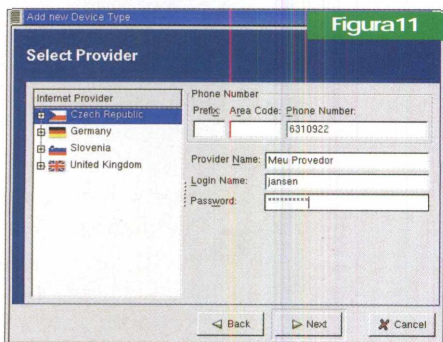 Add new Device Type
Figura11
Select Provider
Internet Provider
Czech Republic
Germany
Slovenia
United Kingdom
Phone Number
Prefix: Area Code: Phone Number:
6310922
Provider Name: Meu Provedor
Login Name: jansen
Password: **********
Back
Next
Cancel